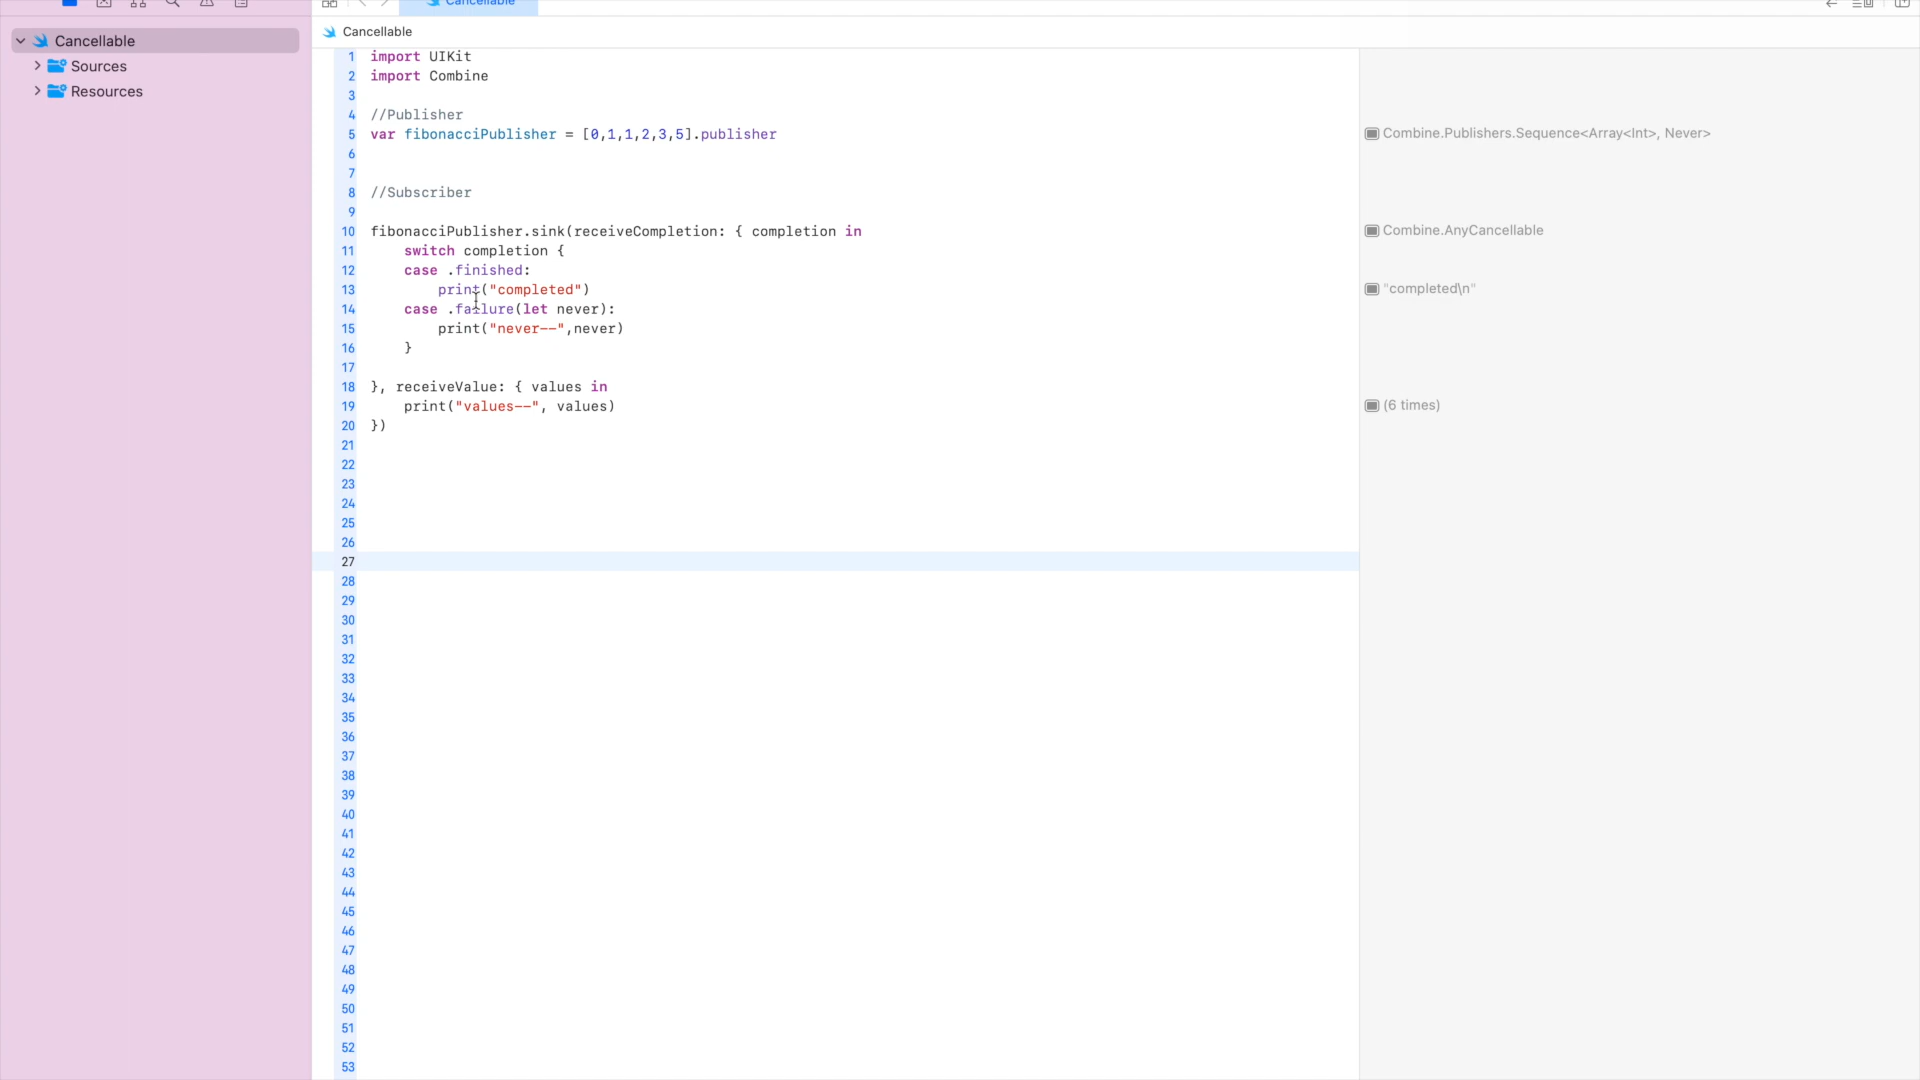 Cancellable
Cancellable
Sources
Resources
Cancellable
1 import UIKit
2 import Combine
3
4 //Publisher
5 var fibonacciPublisher = [0,1,1,2,3,5].publisher
Combine.Publishers.Sequence<Array<Int>, Never>
6
7
8 //Subscriber
9
10 fibonacciPublisher.sink(receiveCompletion: { completion in
Combine.AnyCancellable
11 switch completion {
12 case .finished:
13 print("completed")
"completed\n"
14 case .failure(let never):
15 print("never--",never)
16 }
17
18 }, receiveValue: { values in
19 print("values--", values)
(6 times)
20 })
21
22
23
24
25
26
27
28
29
30
31
32
33
34
35
36
37
38
39
40
41
42
43
44
45
46
47
48
49
50
51
52
53